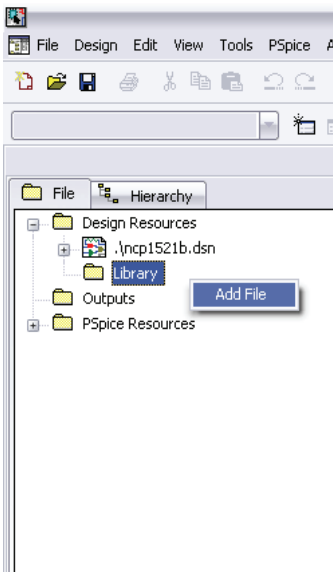 File Design Edit View Tools PSpice
File Hierarchy
Design Resources
.\ncp1521b.dsn
Library
Add File
Outputs
PSpice Resources